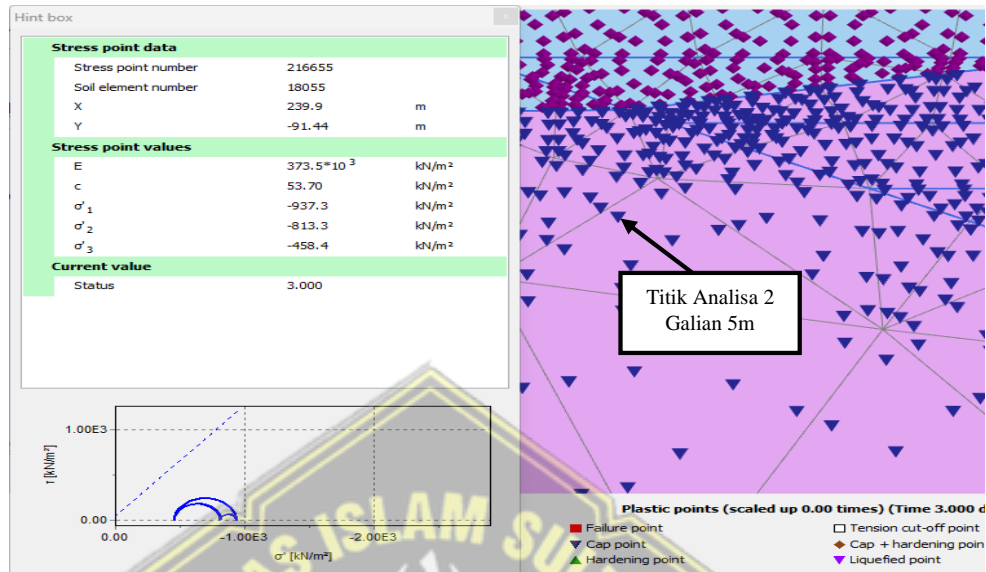 Hint box
x
Stress point data
Stress point number 216655
Soil element number 18055
X 239.9 m
Y -91.44 m
Stress point values
E 373.5*10 3 kN/m²
c 53.70 kN/m²
σ'1 -937.3 kN/m²
σ'2 -813.3 kN/m²
σ'3 -458.4 kN/m²
Current value
Status 3.000
Titik Analisa 2
Galian 5m
1.00E3
τ [kN/m²]
0.00
0.00 -1.00E3 -2.00E3
σ' [kN/m²]
AS ISLAM SU
Plastic points (scaled up 0.00 times) (Time 3.000 d
Failure point Tension cut-off point
Cap point Cap + hardening poin
Hardening point Liquefied point